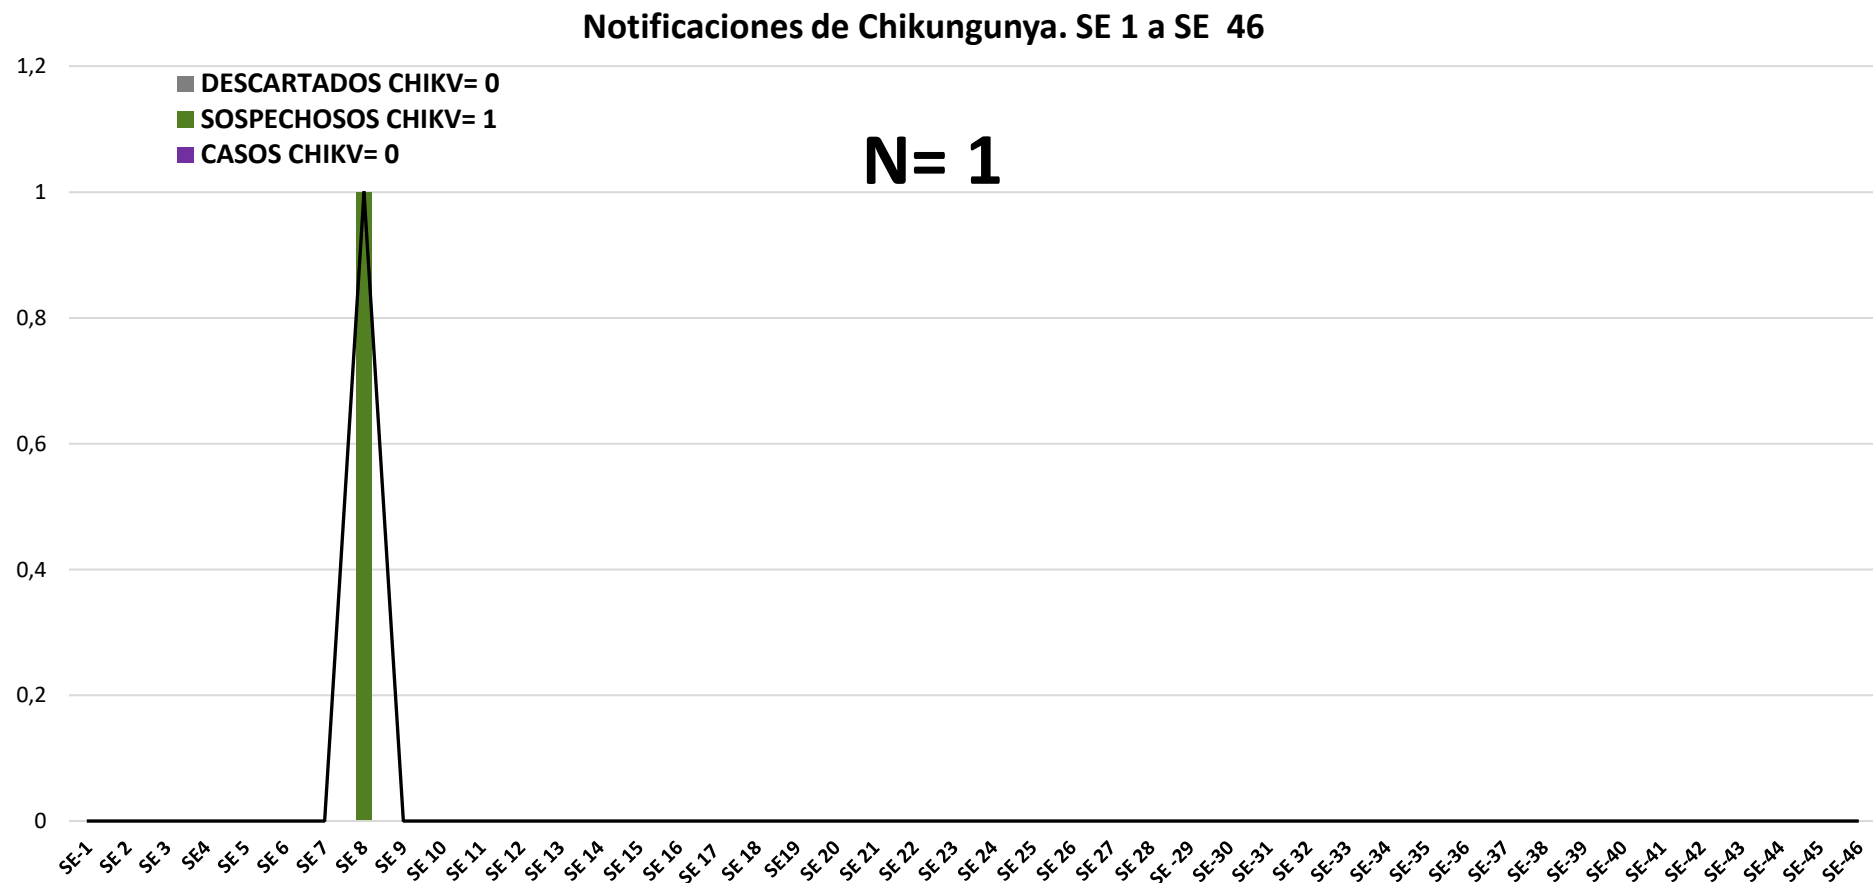 Notificaciones de Chikungunya. SE 1 a SE  46
1,2
DESCARTADOS CHIKV= 0
SOSPECHOSOS CHIKV= 1
CASOS CHIKV= 0
N= 1
1
0,8
0,6
0,4
0,2
0
SE-1 SE 2 SE 3 SE4 SE 5 SE 6 SE 7 SE 8 SE 9 SE 10 SE 11 SE 12 SE 13 SE 14 SE 15 SE 16 SE 17 SE 18 SE19 SE 20 SE 21 SE 22 SE 23 SE 24 SE 25 SE 26 SE 27 SE 28 SE -29 SE-30 SE-31 SE 32 SE-33 SE-34 SE-35 SE-36 SE-37 SE-38 SE-39 SE-40 SE-41 SE-42 SE-43 SE-44 SE-45 SE-46